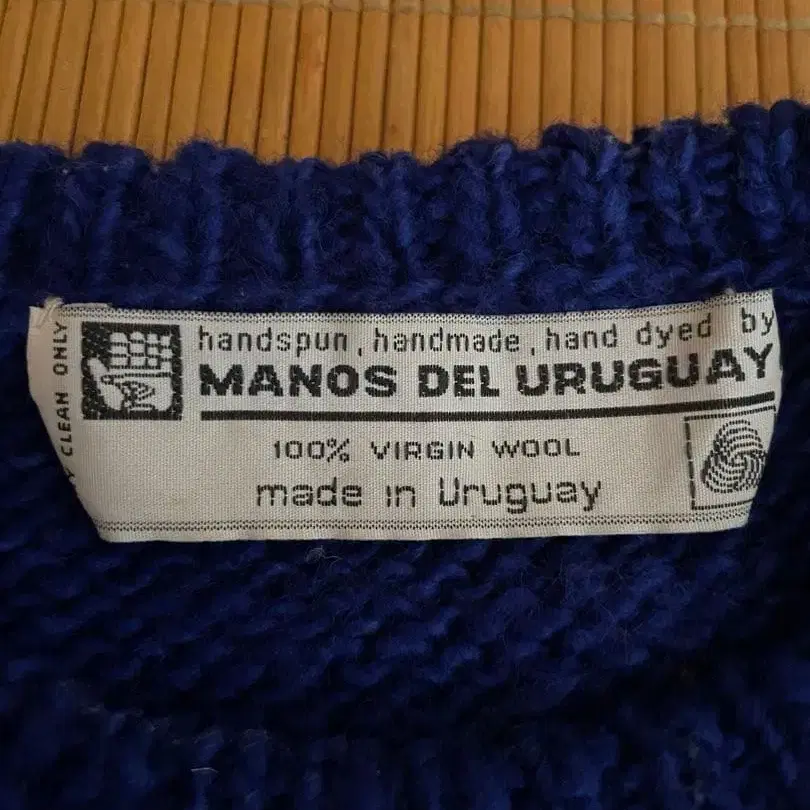 handspun, handmade, hand dyed by
MANOS DEL URUGUAY
100% VIRGIN WOOL
made in Uruguay
CLEAN ONLY